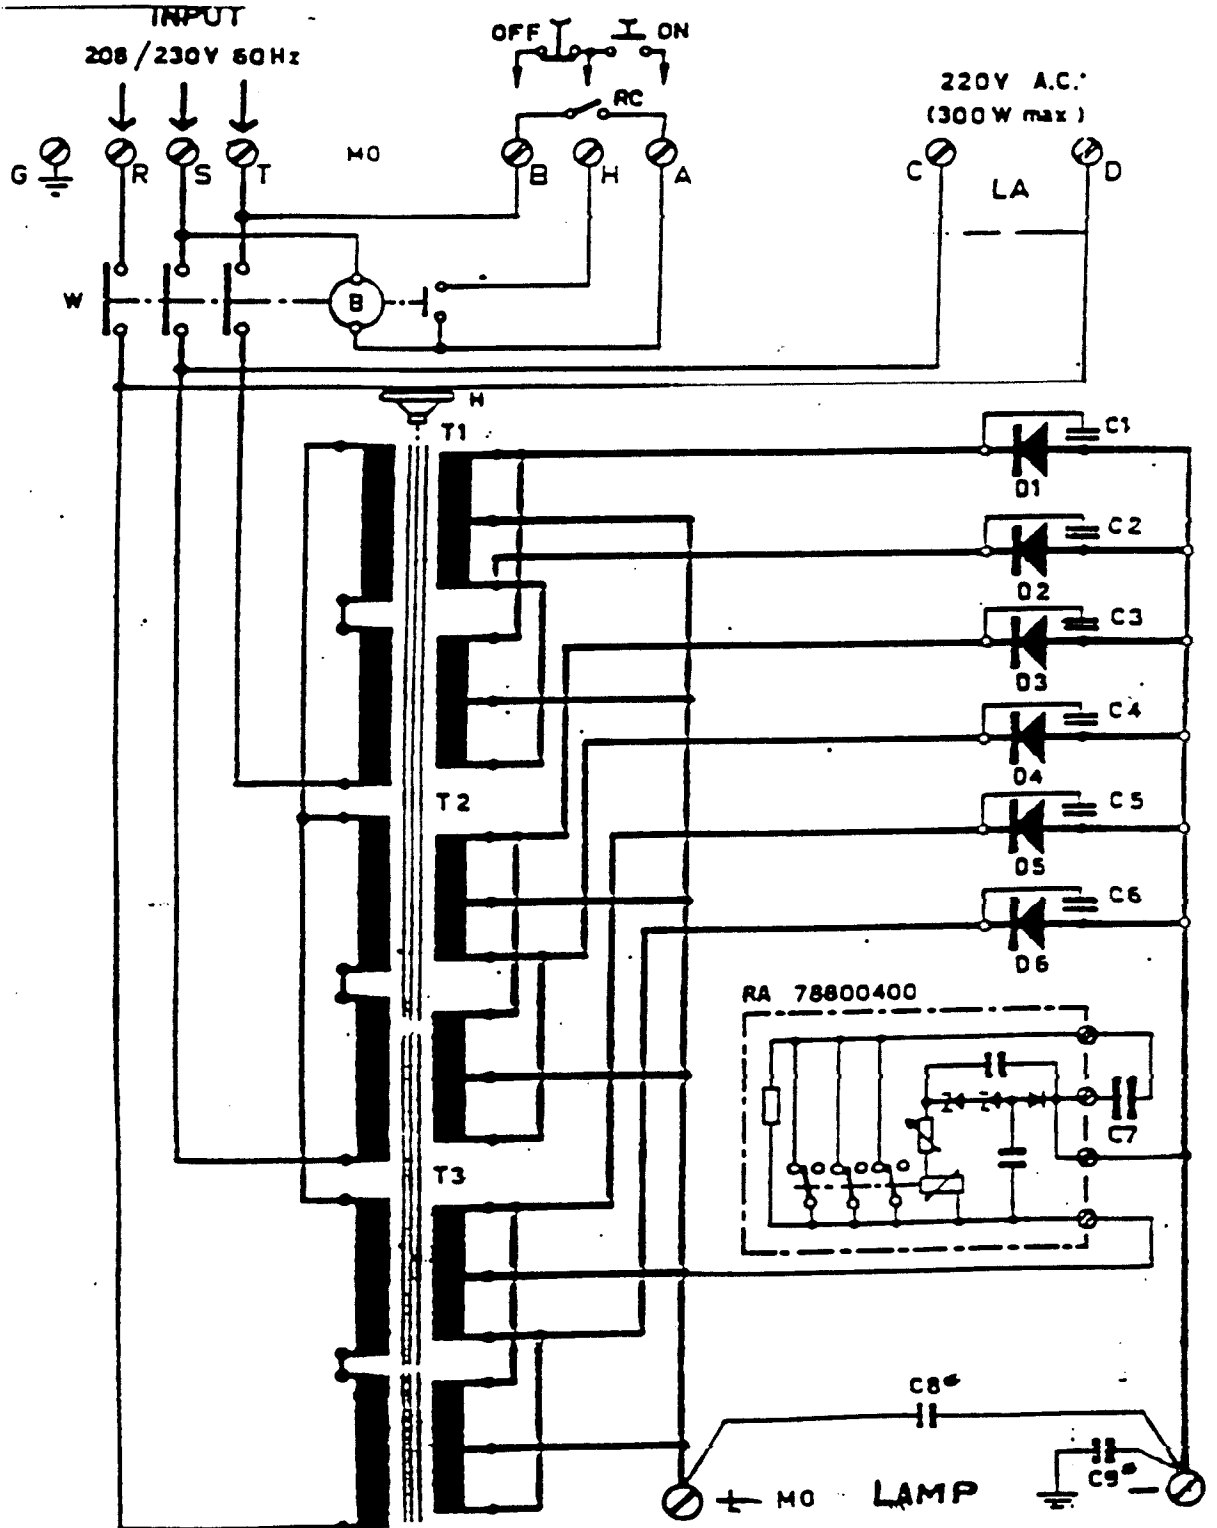 INPUT
208/230V 60Hz
OFF
ON
RC
220V A.C.
(300W max)
G
R
S
T
MO
B
H
A
C
LA
D
W
B
H
T1
C1
D1
C2
D2
C3
D3
C4
D4
T2
C5
D5
C6
D6
RA 78800400
C7
T3
C8*
C9*
+ MO LAMP -